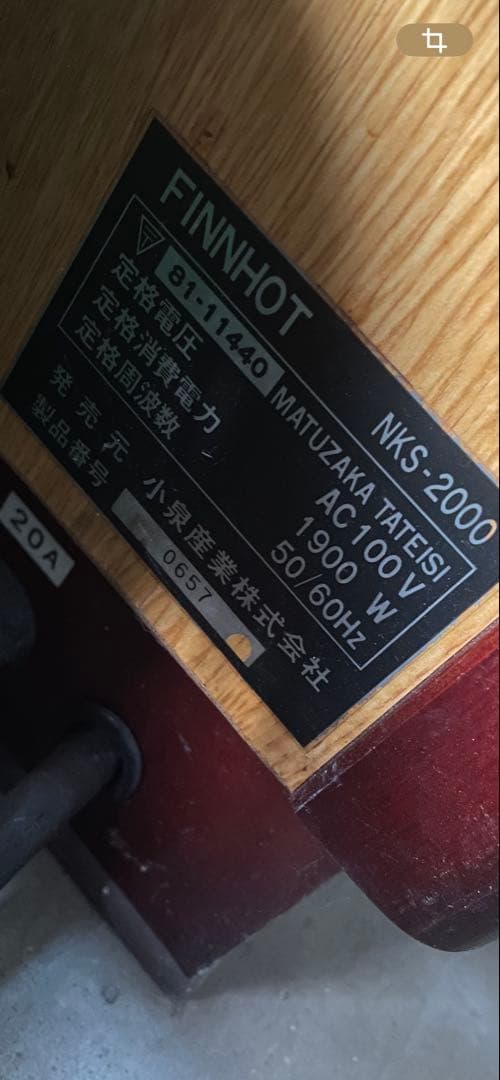 FINNHOT
NKS-2000
T 81-11440 MATUZAKA TATEISI
定格電圧 AC100V
定格消費電力 1900 W
定格周波数 50/60Hz
発売元 小泉産業株式会社
製品番号 0657
20A